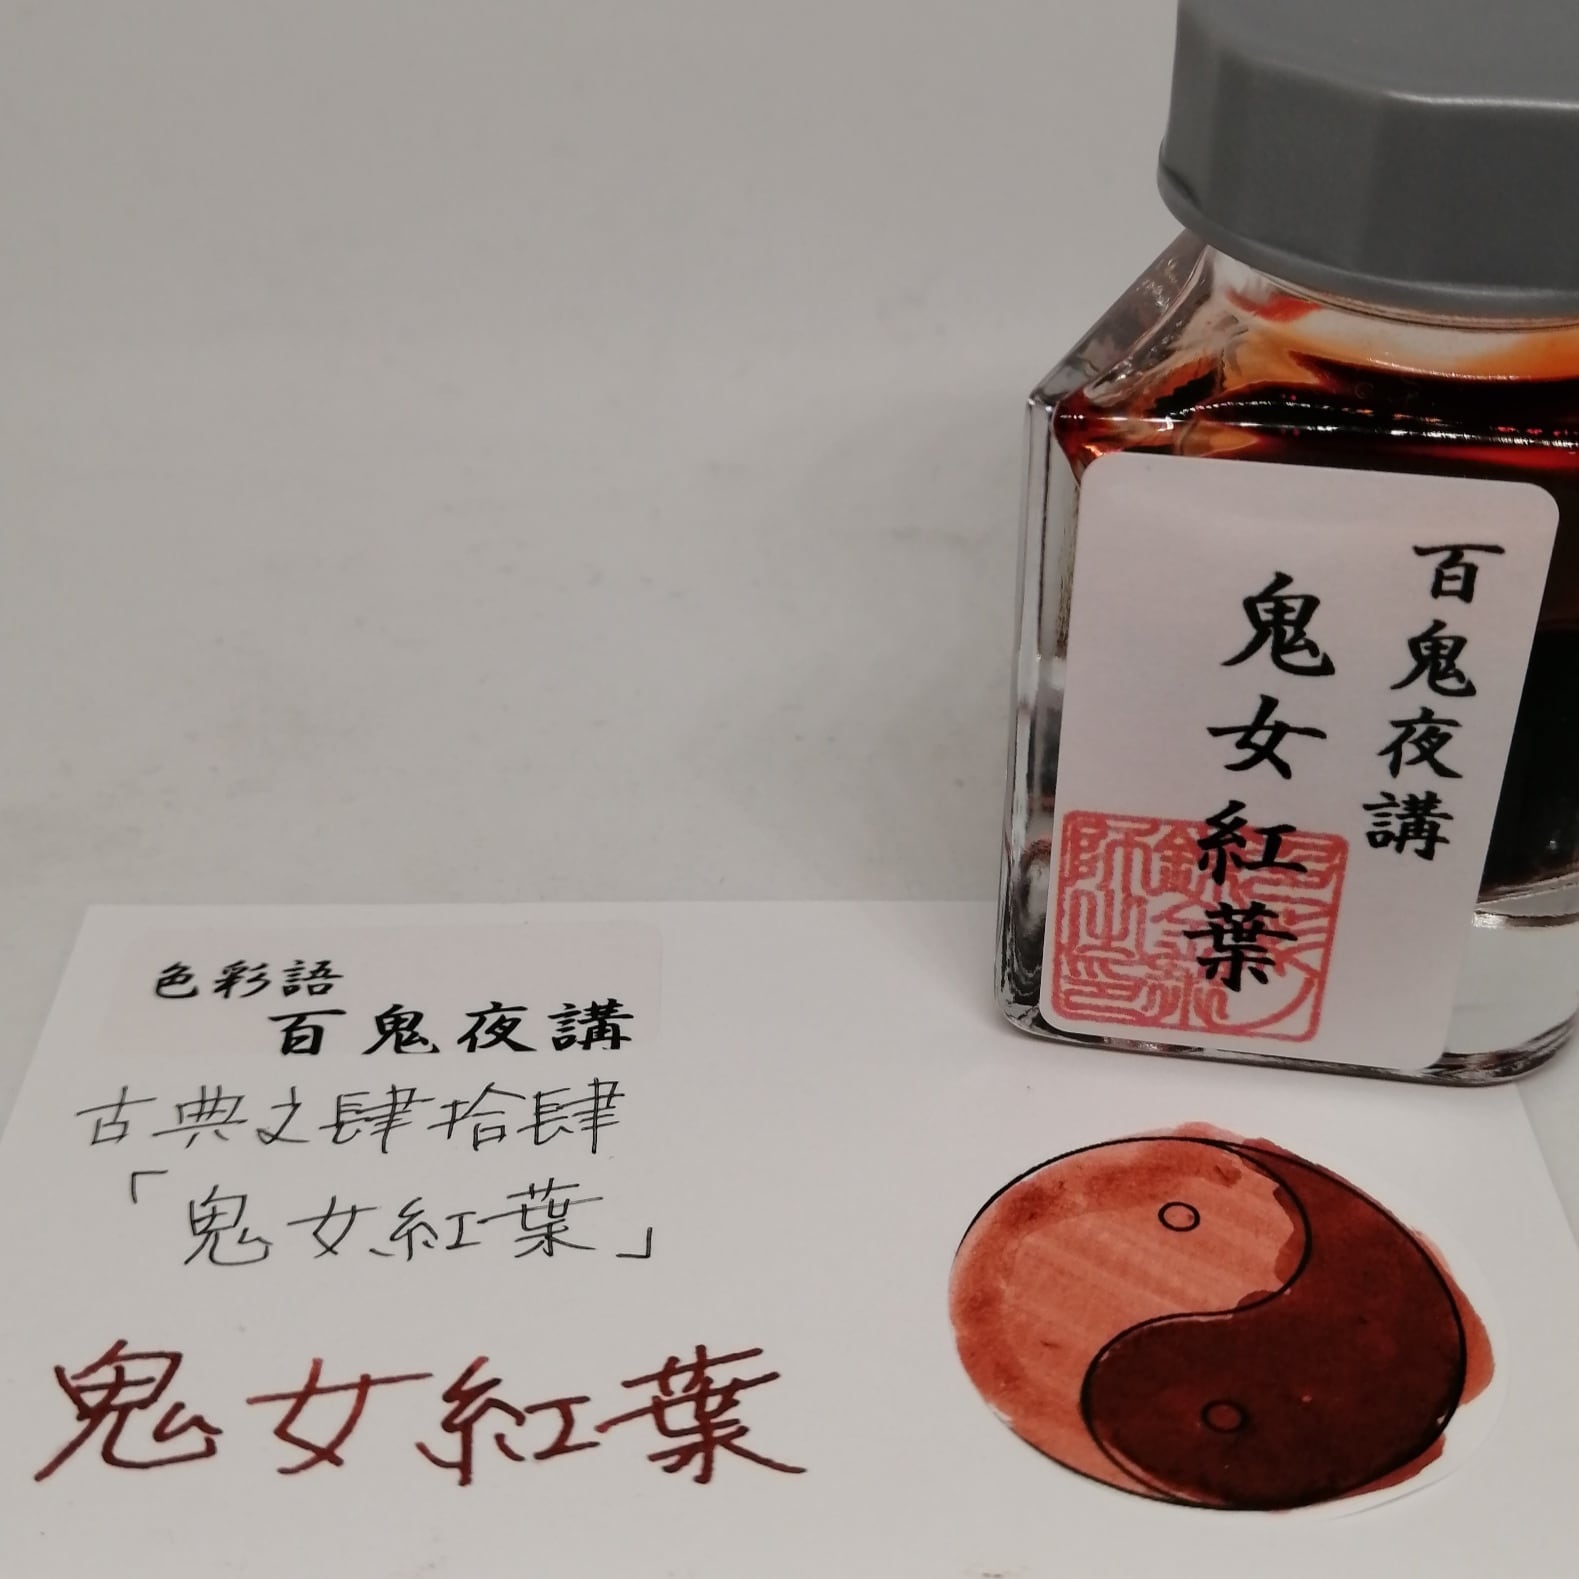 百鬼夜講
鬼女紅葉
色彩語
百鬼夜講
古典之肆拾肆
「鬼女紅葉」
鬼女紅葉